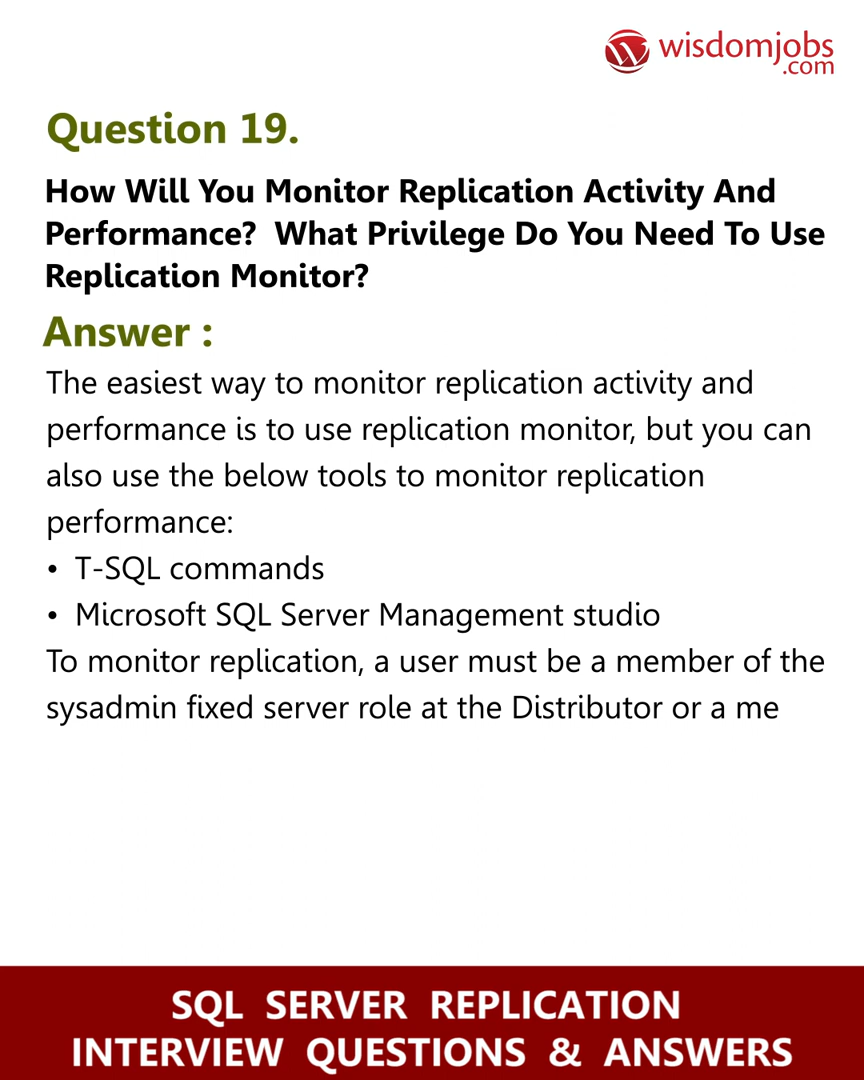 wisdomjobs
.com
Question 19.
How Will You Monitor Replication Activity And
Performance?  What Privilege Do You Need To Use
Replication Monitor?
Answer :
The easiest way to monitor replication activity and
performance is to use replication monitor, but you can
also use the below tools to monitor replication
performance:
• T-SQL commands
• Microsoft SQL Server Management studio
To monitor replication, a user must be a member of the
sysadmin fixed server role at the Distributor or a me
SQL SERVER REPLICATION
INTERVIEW QUESTIONS & ANSWERS